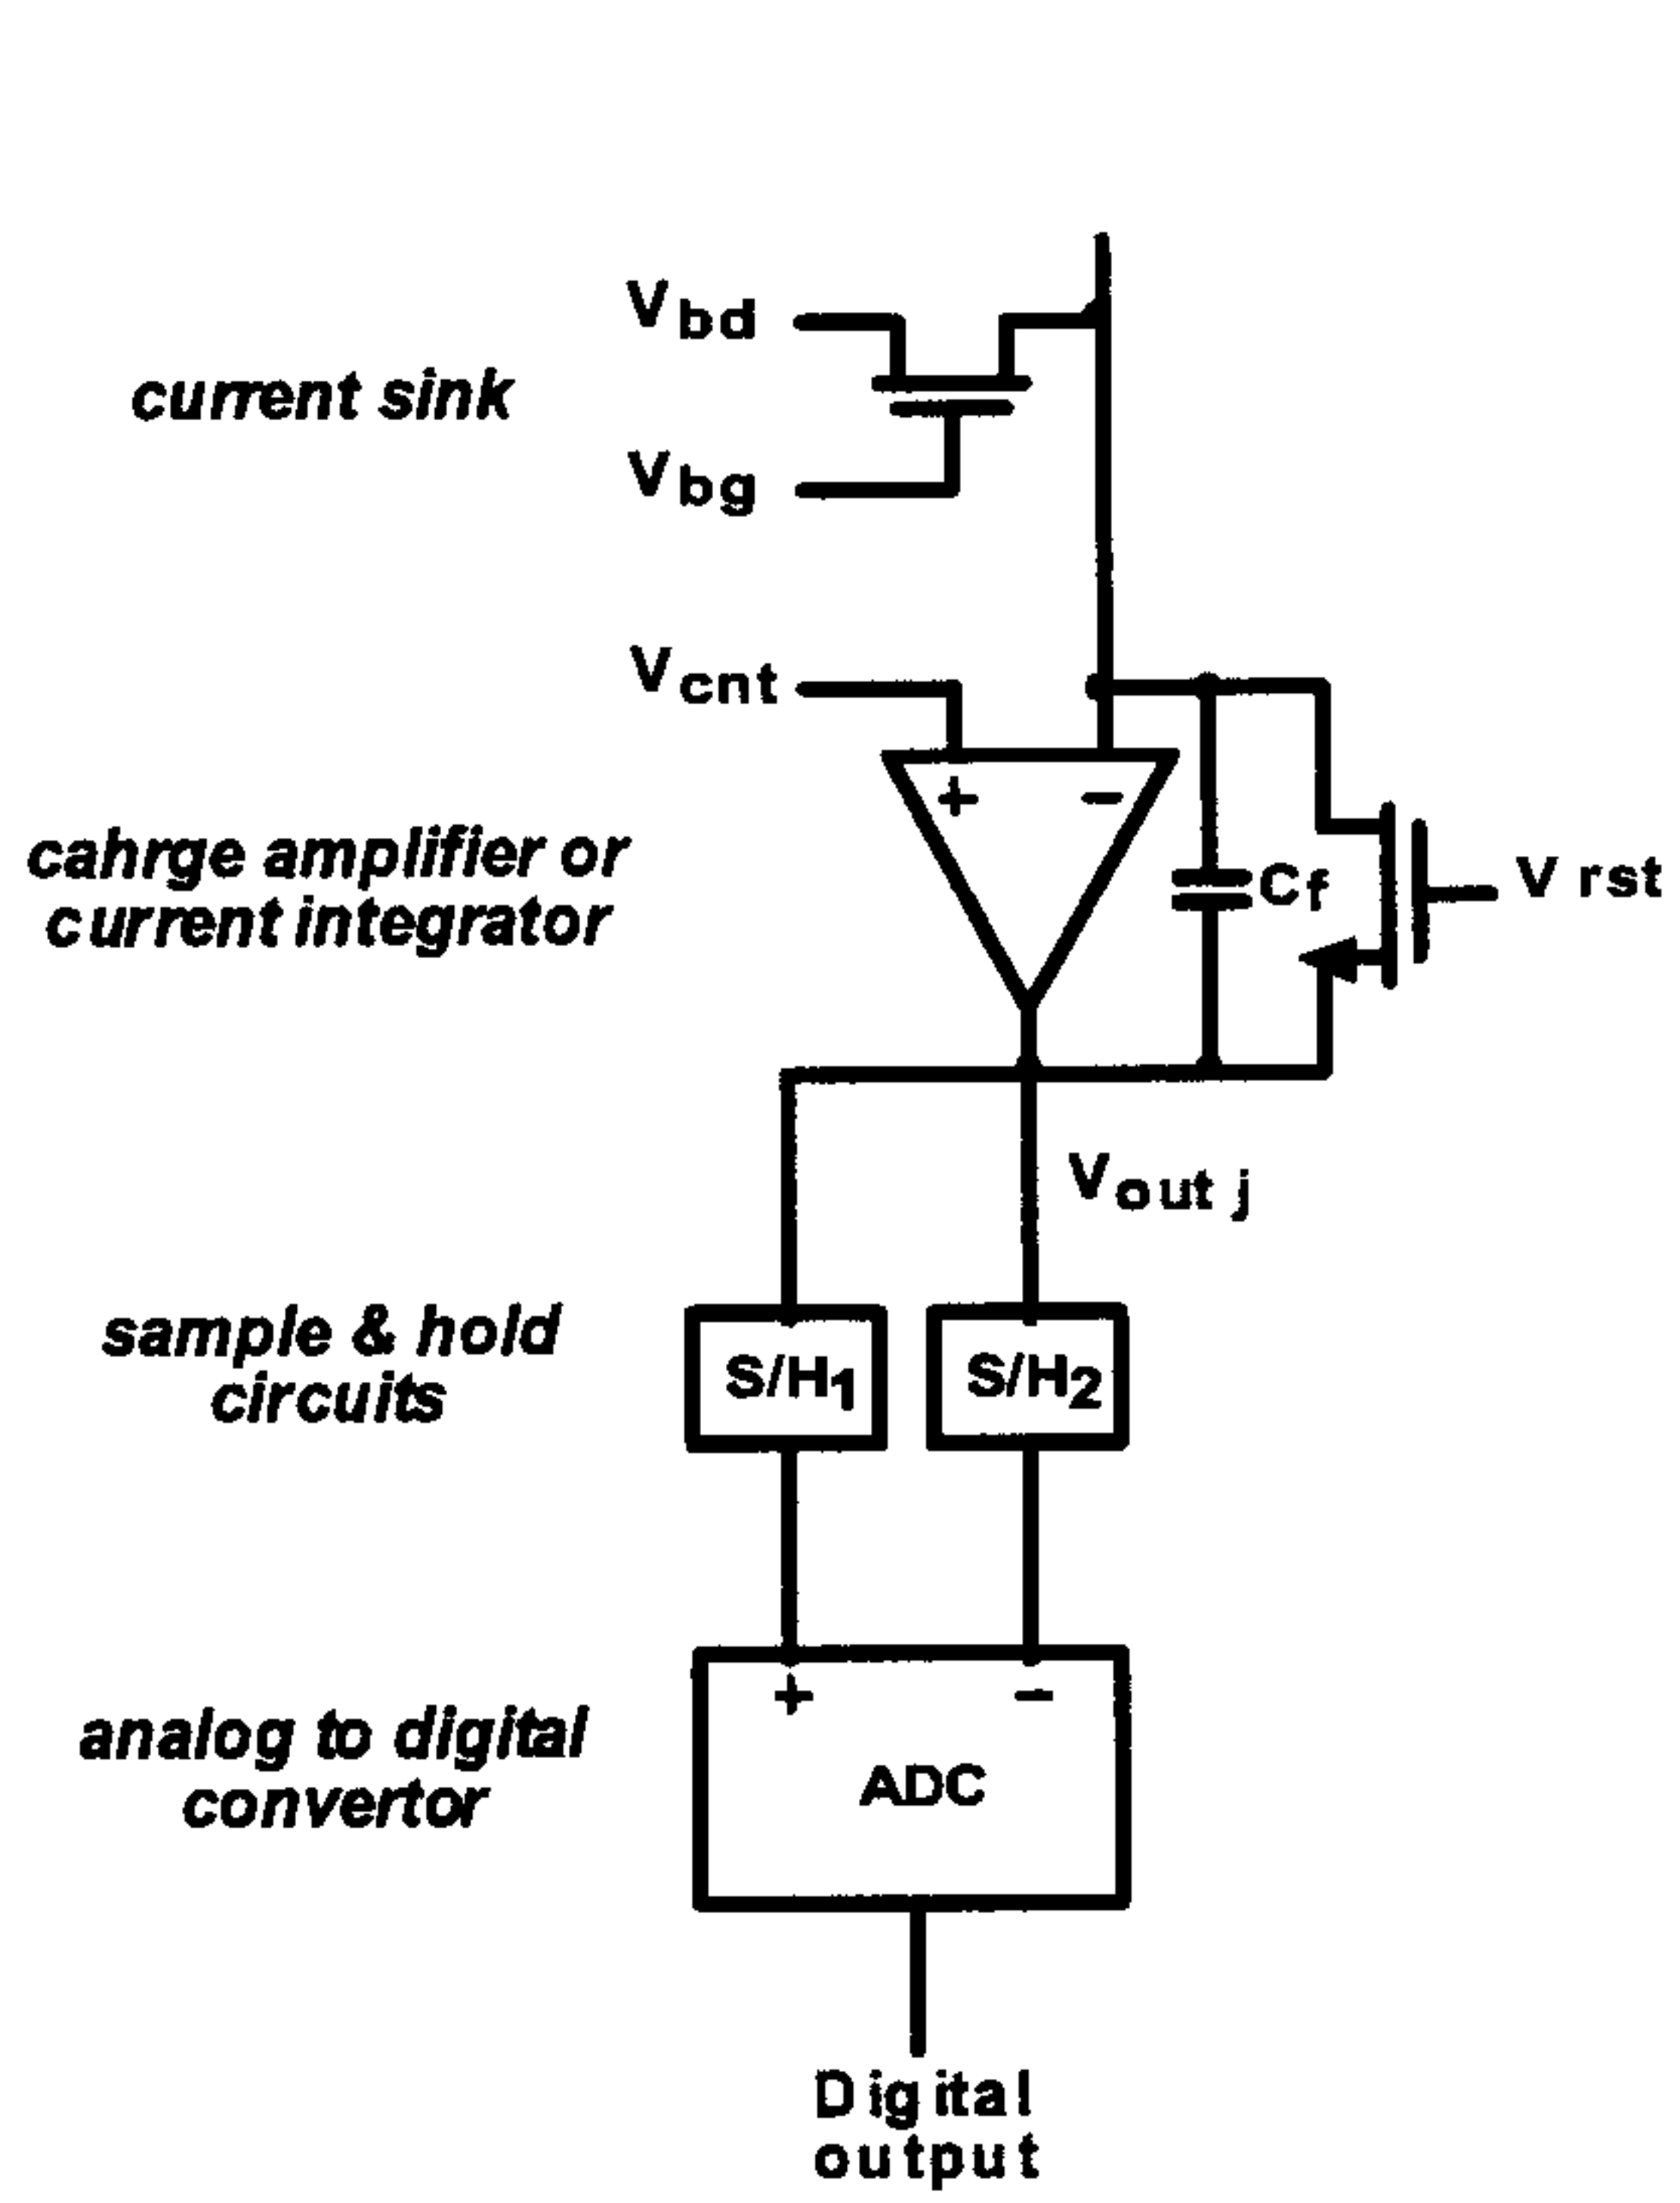 Vbd
current sink
Vbg
Vcnt
+ −
cahrge amplifier or
current integrator
Cf
V rst
Vout j
sample & hold
circuits
S/H1
S/H2
+ −
analog to digital
convertor
ADC
Digital
output